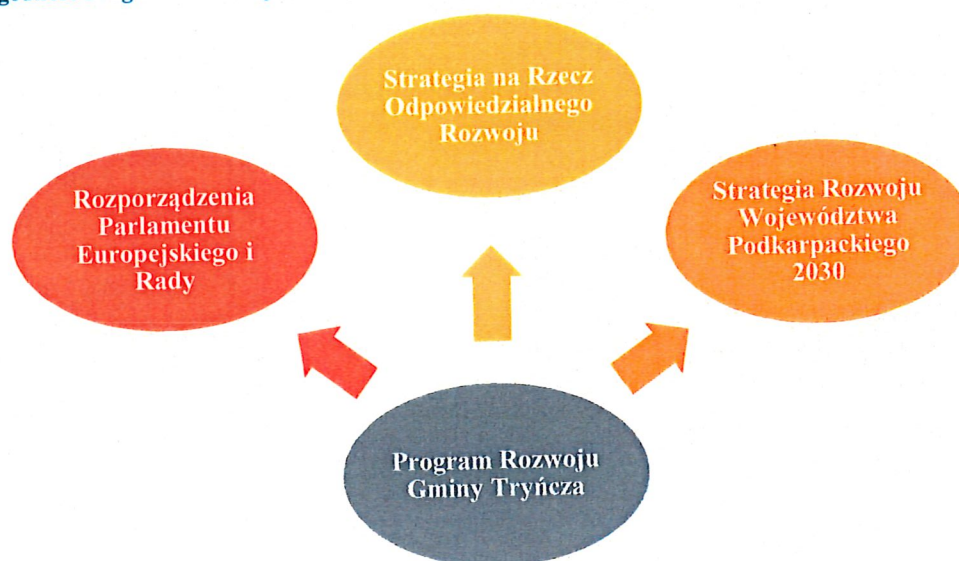 Strategia na Rzecz
Odpowiedzialnego
Rozwoju
Rozporządzenia
Parlamentu
Europejskiego i
Rady
Strategia Rozwoju
Województwa
Podkarpackiego
2030
Program Rozwoju
Gminy Tryńcza